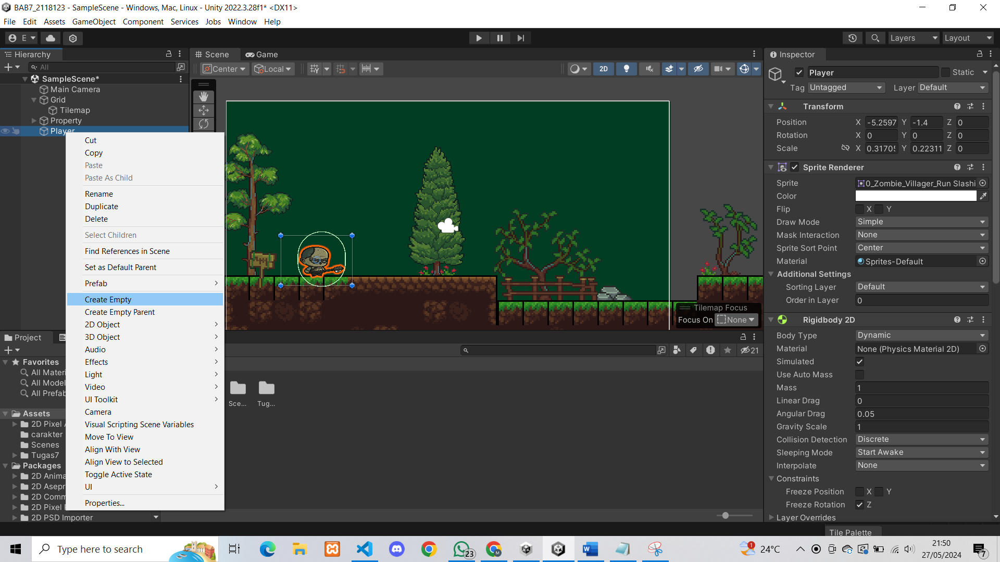 BAB7_2118123 - SampleScene - Windows, Mac, Linux - Unity 2022.3.28f1* <DX11>
File Edit Assets GameObject Component Services Jobs Window Help
E Layers Layout
Hierarchy
All
SampleScene*
Main Camera
Grid
Tilemap
Property
Player
Cut
Copy
Paste
Paste As Child
Rename
Duplicate
Delete
Select Children
Find References in Scene
Set as Default Parent
Prefab
Create Empty
Create Empty Parent
2D Object
3D Object
Audio
Effects
Light
Video
UI Toolkit
Camera
Visual Scripting Scene Variables
Move To View
Align With View
Align View to Selected
Toggle Active State
UI
Properties...
Scene Game
Center Local 2D
Tilemap Focus
Focus On None
Project
21
Favorites
All Materi
All Model
All Prefab
Assets
2D Pixel A
carakter
Scenes
Tugas7
Packages
2D Anima
2D Asepr
2D Comm
2D Pixel P
2D PSD Importer
Sce... Tug...
Inspector
Player Static
Tag Untagged Layer Default
Transform
Position X -5.2597 Y -1.4 Z 0
Rotation X 0 Y 0 Z 0
Scale X 0.3170 Y 0.22311 Z 0
Sprite Renderer
Sprite 0_Zombie_Villager_Run Slashi
Color
Flip X Y
Draw Mode Simple
Mask Interaction None
Sprite Sort Point Center
Material Sprites-Default
Additional Settings
Sorting Layer Default
Order in Layer 0
Rigidbody 2D
Body Type Dynamic
Material None (Physics Material 2D)
Simulated
Use Auto Mass
Mass 1
Linear Drag 0
Angular Drag 0.05
Gravity Scale 1
Collision Detection Discrete
Sleeping Mode Start Awake
Interpolate None
Constraints
Freeze Position X Y
Freeze Rotation Z
Layer Overrides
Tile Palette
Type here to search
23
M
1
24°C
21:50
27/05/2024
7